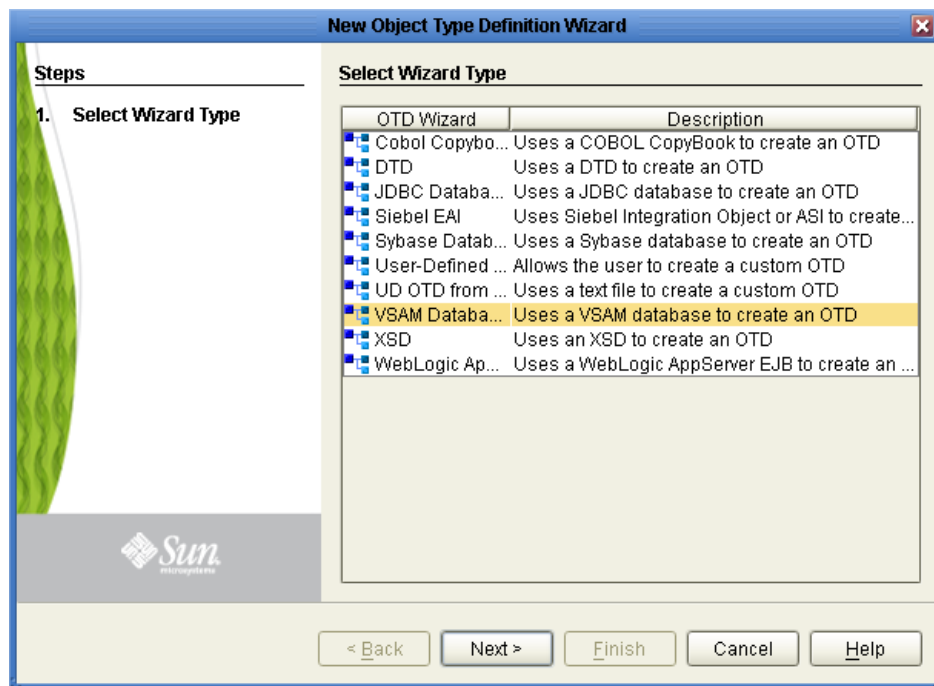 New Object Type Definition Wizard
Steps
1. Select Wizard Type
Select Wizard Type
OTD Wizard Description
Cobol Copybo... Uses a COBOL CopyBook to create an OTD
DTD Uses a DTD to create an OTD
JDBC Databa... Uses a JDBC database to create an OTD
Siebel EAI Uses Siebel Integration Object or ASI to create...
Sybase Datab... Uses a Sybase database to create an OTD
User-Defined ... Allows the user to create a custom OTD
UD OTD from ... Uses a text file to create a custom OTD
VSAM Databa... Uses a VSAM database to create an OTD
XSD Uses an XSD to create an OTD
WebLogic Ap... Uses a WebLogic AppServer EJB to create an ...
Sun
microsystems
< Back Next > Finish Cancel Help